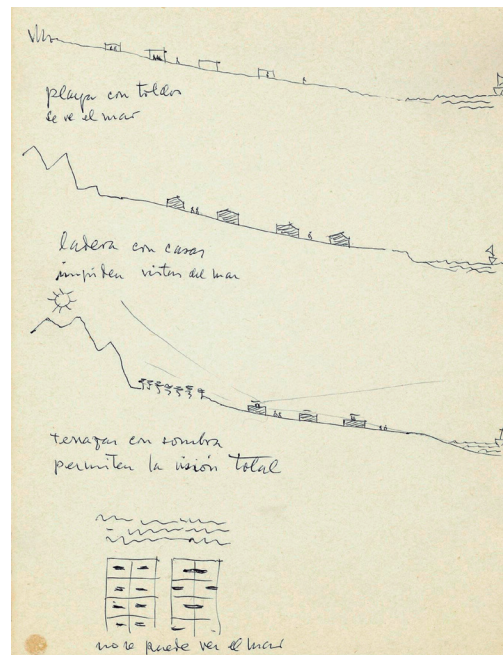 playa con toldos
se ve el mar
ladera con casas
impiden vistas del mar
terrazas con sombra
permiten la visión total
no se puede ver el mar